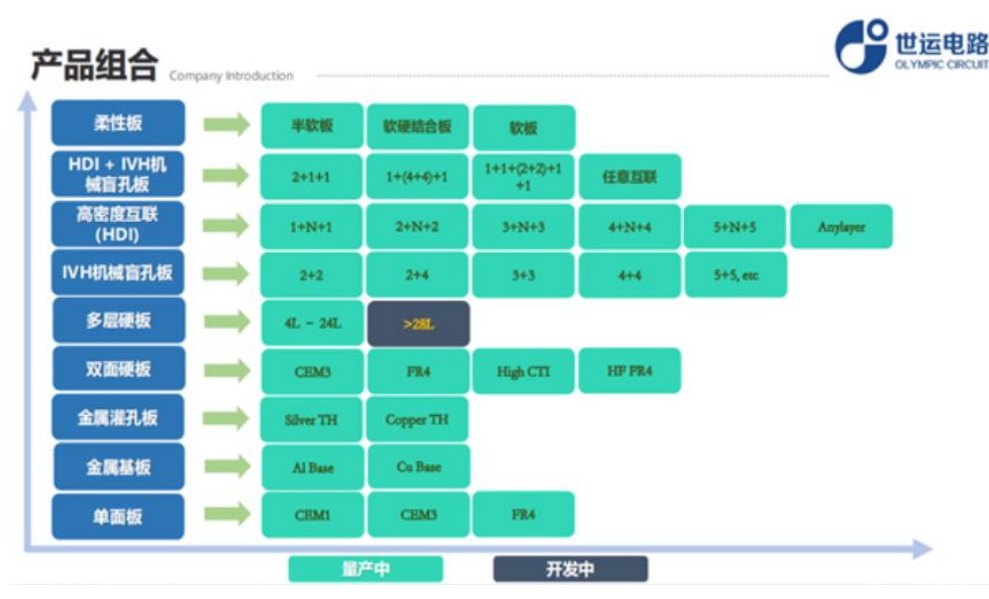 产品组合 Company Introduction
世运电路
OLYMPIC CIRCUIT
柔性板
半软板
软硬结合板
软板
HDI + IVH机
械盲孔板
2+1+1
1+(4+4)+1
1+1+(2+2)+1
+1
任意互联
高密度互联
(HDI)
1+N+1
2+N+2
3+N+3
4+N+4
5+N+5
Anylayer
IVH机械盲孔板
2+2
2+4
3+3
4+4
5+5, etc
多层硬板
4L - 24L
>28L
双面硬板
CEM3
FR4
High CTI
HF FR4
金属灌孔板
Silver TH
Copper TH
金属基板
Al Base
Cu Base
单面板
CEM1
CEM3
FR4
量产中
开发中